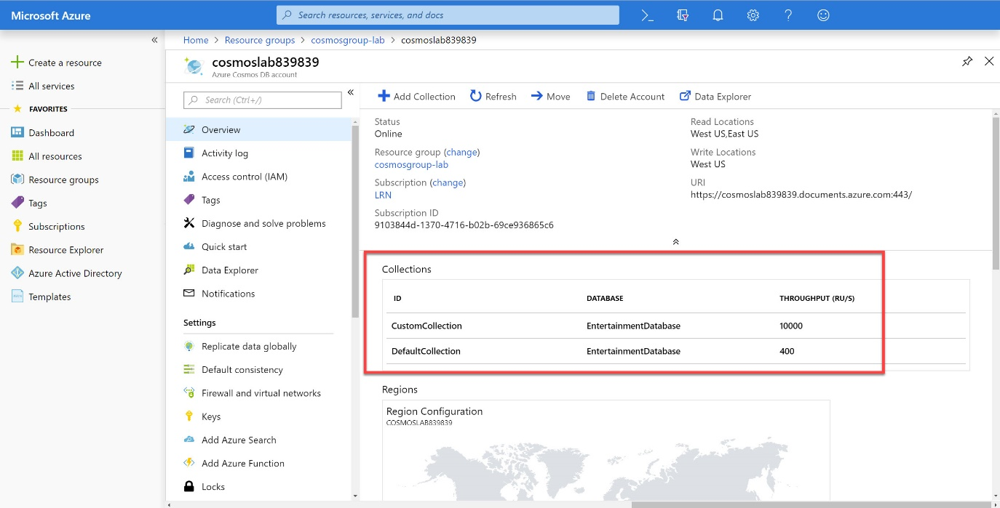 Microsoft Azure
Search resources, services, and docs
Home > Resource groups > cosmosgroup-lab > cosmoslab839839
Create a resource
All services
FAVORITES
Dashboard
All resources
Resource groups
Tags
Subscriptions
Resource Explorer
Azure Active Directory
Templates
cosmoslab839839
Azure Cosmos DB account
Search (Ctrl+/)
Overview
Activity log
Access control (IAM)
Tags
Diagnose and solve problems
Quick start
Data Explorer
Notifications
Settings
Replicate data globally
Default consistency
Firewall and virtual networks
Keys
Add Azure Search
Add Azure Function
Locks
Add Collection Refresh Move Delete Account Data Explorer
Status
Online
Resource group (change)
cosmosgroup-lab
Subscription (change)
LRN
Subscription ID
9103844d-1370-4716-b02b-69ce936865c6
Read Locations
West US,East US
Write Locations
West US
URI
https://cosmoslab839839.documents.azure.com:443/
Collections
ID DATABASE THROUGHPUT (RU/S)
CustomCollection EntertainmentDatabase 10000
DefaultCollection EntertainmentDatabase 400
Regions
Region Configuration
COSMOSLAB839839